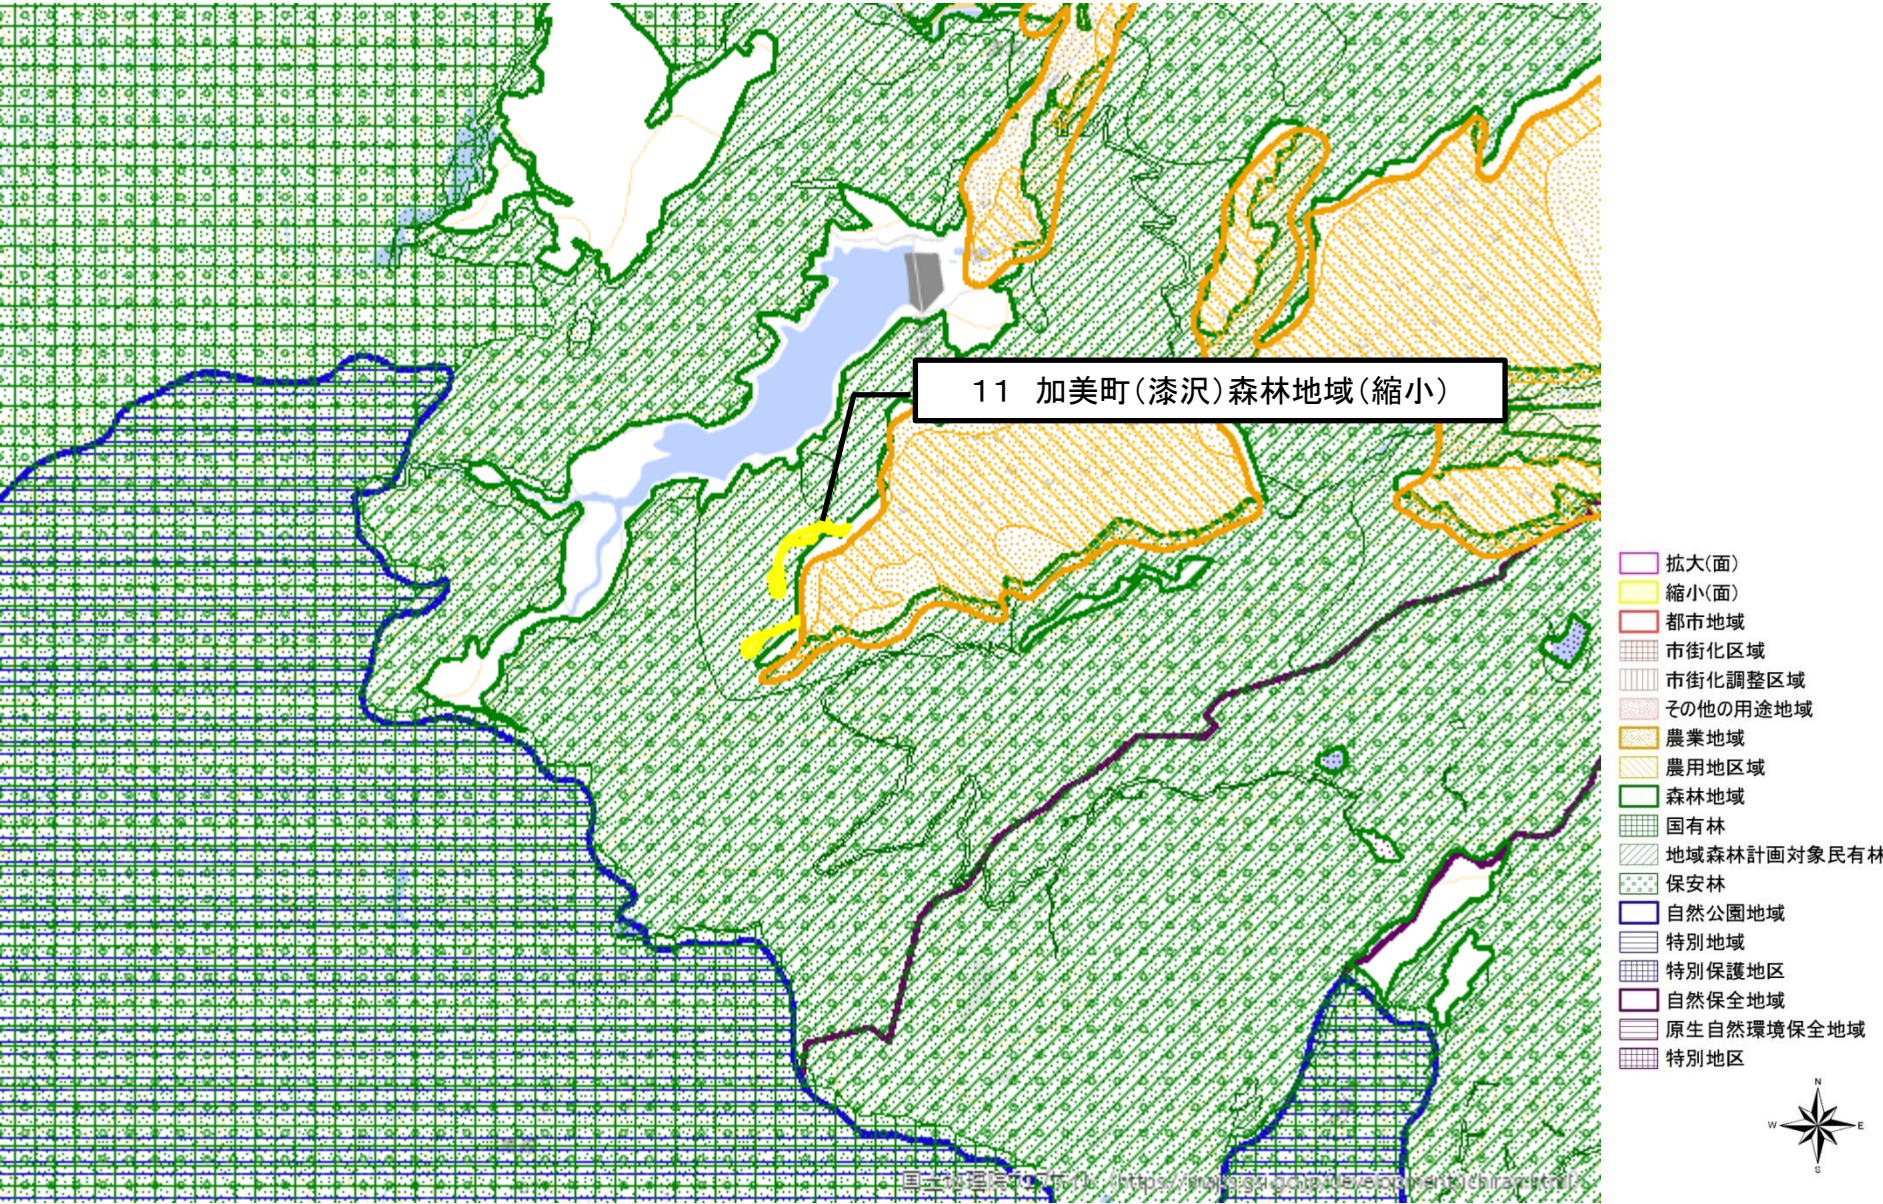 11 加美町(漆沢)森林地域(縮小)
拡大(面)
縮小(面)
都市地域
市街化区域
市街化調整区域
その他の用途地域
農業地域
農用地区域
森林地域
国有林
地域森林計画対象民有林
保安林
自然公園地域
特別地域
特別保護地区
自然保全地域
原生自然環境保全地域
特別地区
N
W E
S